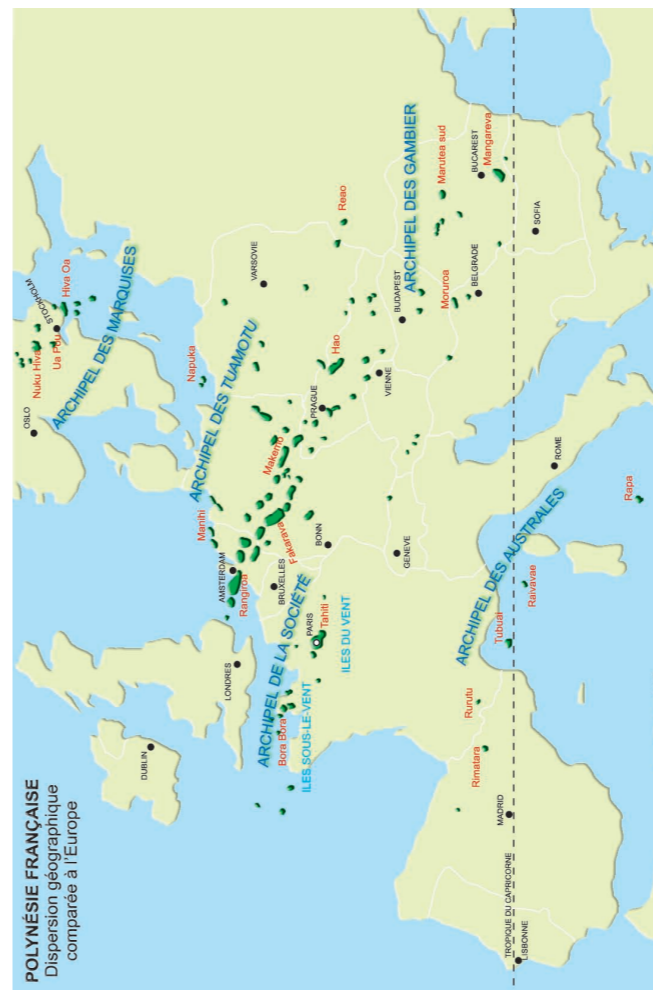 POLYNÉSIE FRANÇAISE
Dispersion géographique
comparée à l'Europe
OSLO
STOCKHOLM
Nuku Hiva
Ua Pou
Hiva Oa
ARCHIPEL DES MARQUISES
DUBLIN
LONDRES
AMSTERDAM
BRUXELLES
Manihi
Napuka
Rangiroa
ARCHIPEL DES TUAMOTU
VARSOVIE
Makemo
Fakarava
Hao
Reao
PRAGUE
BONN
ARCHIPEL DE LA SOCIÉTÉ
Bora Bora
ILES SOUS-LE-VENT
PARIS
Tahiti
ILES DU VENT
VIENNE
BUDAPEST
GENEVE
ARCHIPEL DES GAMBIER
Marutea sud
Moruroa
BELGRADE
BUCAREST
Mangareva
SOFIA
ROME
ARCHIPEL DES AUSTRALES
Rimatara
Rurutu
Tubuai
Raivavae
Rapa
MADRID
TROPIQUE DU CAPRICORNE
LISBONNE